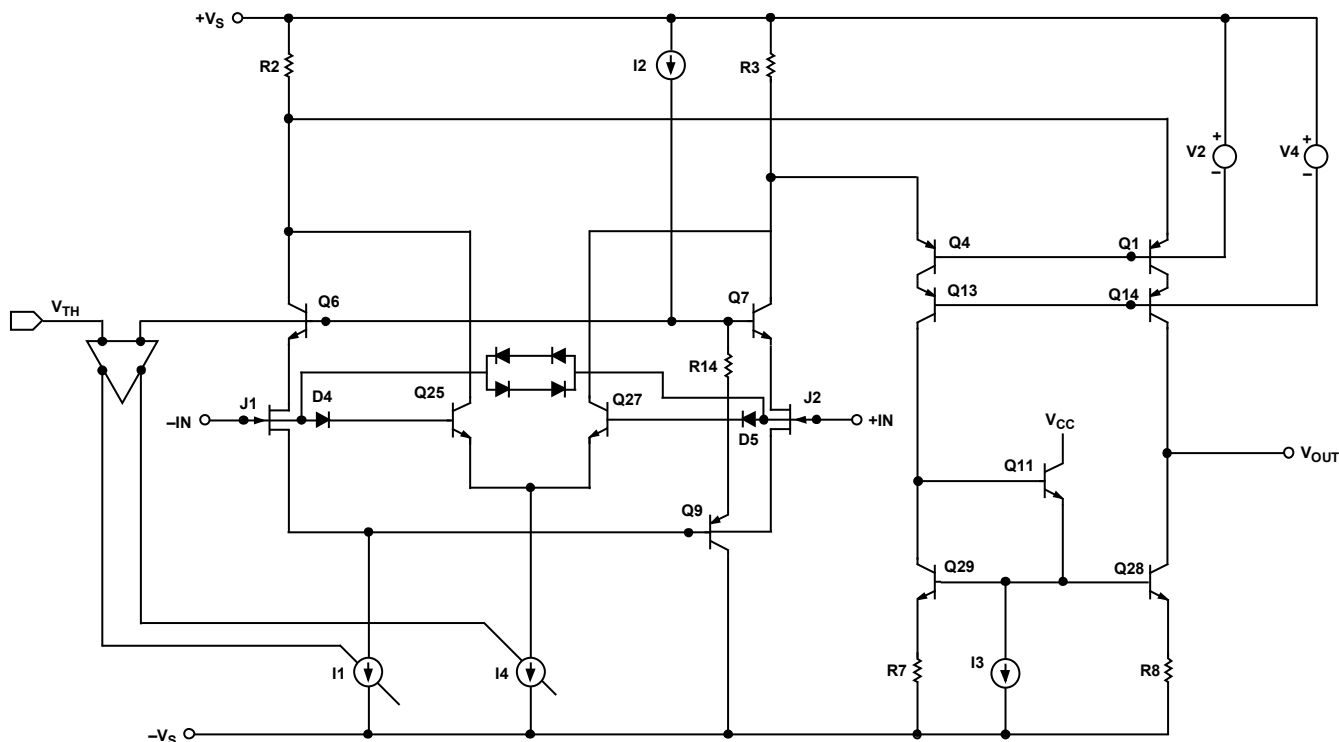 +VS
R2
I2
R3
V2
+
−
V4
+
−
Q4
Q1
Q13
Q14
VTH
Q6
Q7
R14
J1
D4
Q25
Q27
D5
J2
–IN
+IN
VCC
Q11
VOUT
Q9
Q29
Q28
I1
I4
R7
I3
R8
–VS